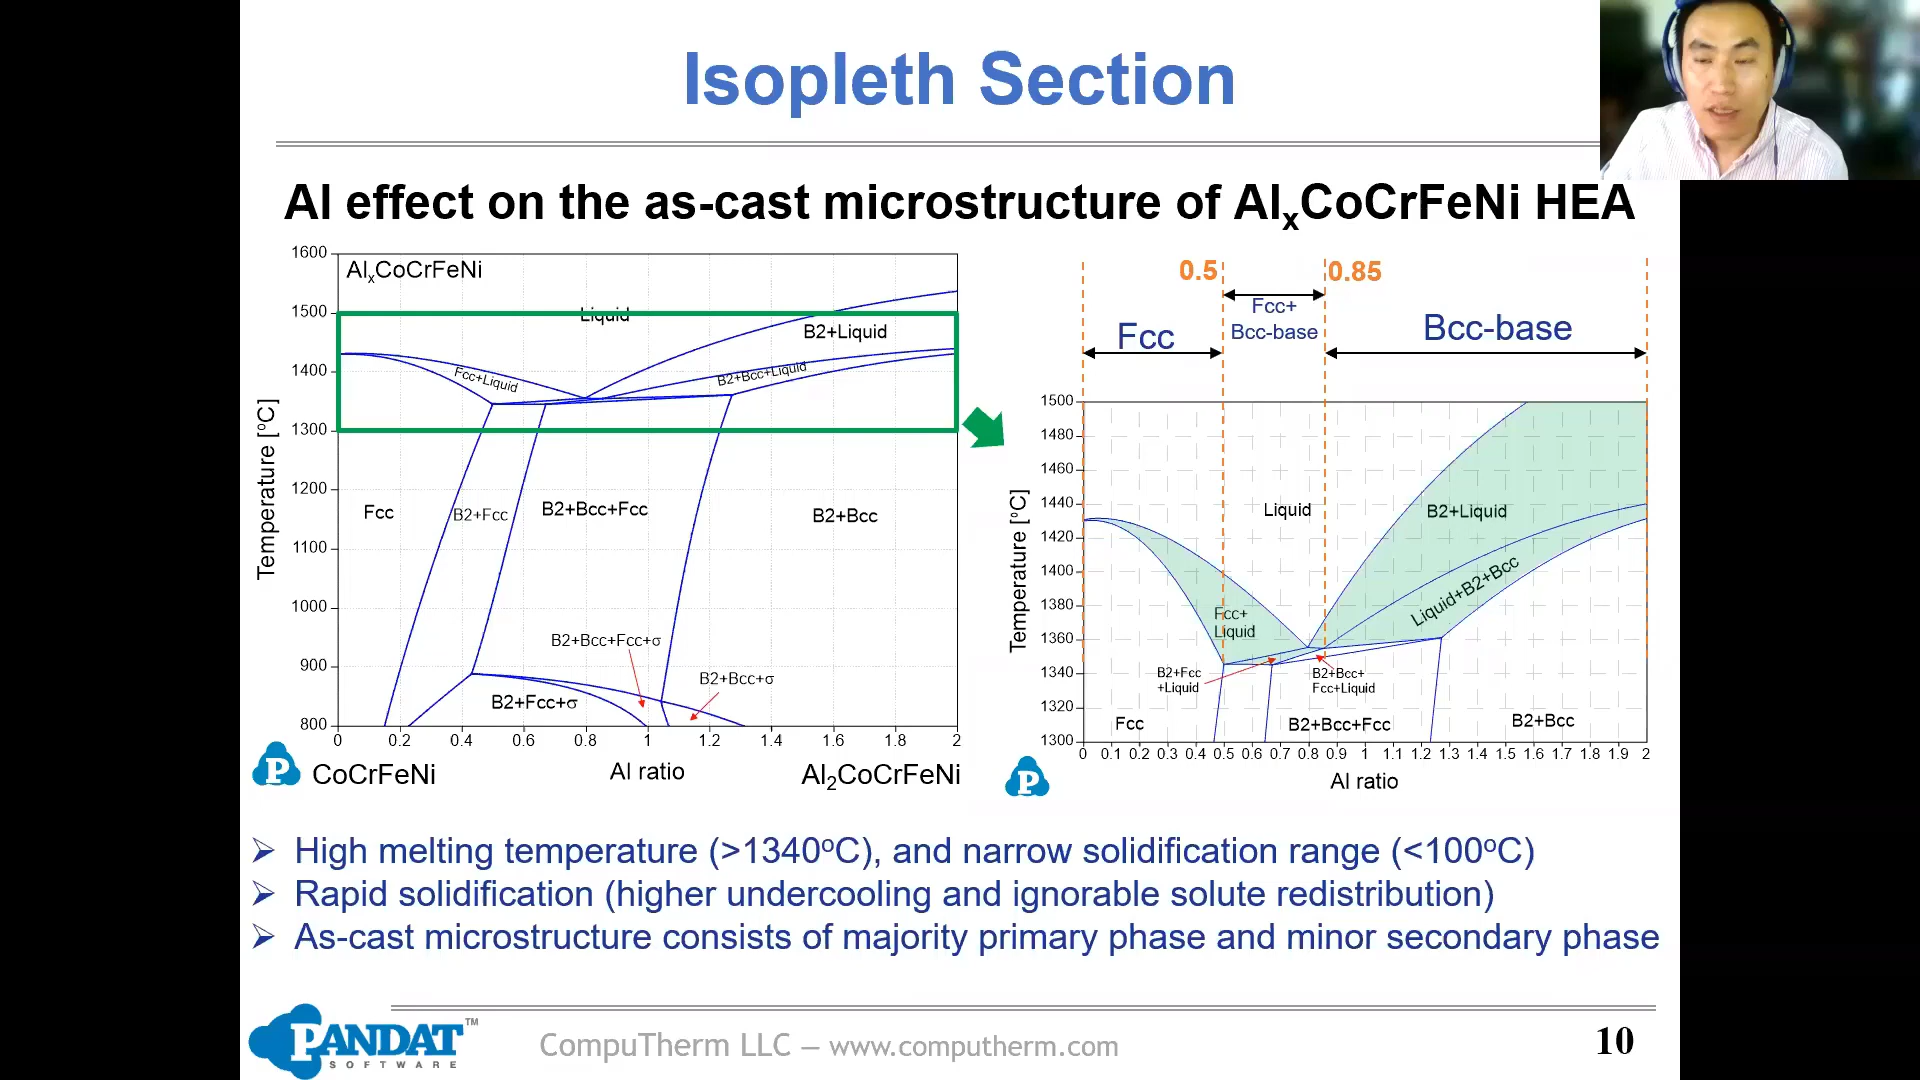 Isopleth Section
Al effect on the as-cast microstructure of AlxCoCrFeNi HEA
1600
1500
1400
1300
1200
1100
1000
900
800
Temperature [°C]
AlxCoCrFeNi
Liquid
B2+Liquid
Fcc+Liquid
B2+Bcc+Liquid
Fcc
B2+Fcc
B2+Bcc+Fcc
B2+Bcc
B2+Bcc+Fcc+σ
B2+Bcc+σ
B2+Fcc+σ
0 0.2 0.4 0.6 0.8 1 1.2 1.4 1.6 1.8 2
P
CoCrFeNi
Al ratio
Al2CoCrFeNi
0.5
0.85
Fcc
Fcc+
Bcc-base
Bcc-base
1500
1480
1460
1440
1420
1400
1380
1360
1340
1320
1300
Temperature [°C]
Liquid
B2+Liquid
Liquid+B2+Bcc
Fcc+
Liquid
B2+Fcc
+Liquid
B2+Bcc+
Fcc+Liquid
Fcc
B2+Bcc+Fcc
B2+Bcc
0 0.1 0.2 0.3 0.4 0.5 0.6 0.7 0.8 0.9 1 1.1 1.2 1.3 1.4 1.5 1.6 1.7 1.8 1.9 2
P
Al ratio
➢ High melting temperature (>1340°C), and narrow solidification range (<100°C)
➢ Rapid solidification (higher undercooling and ignorable solute redistribution)
➢ As-cast microstructure consists of majority primary phase and minor secondary phase
PANDAT™
SOFTWARE
CompuTherm LLC – www.computherm.com
10